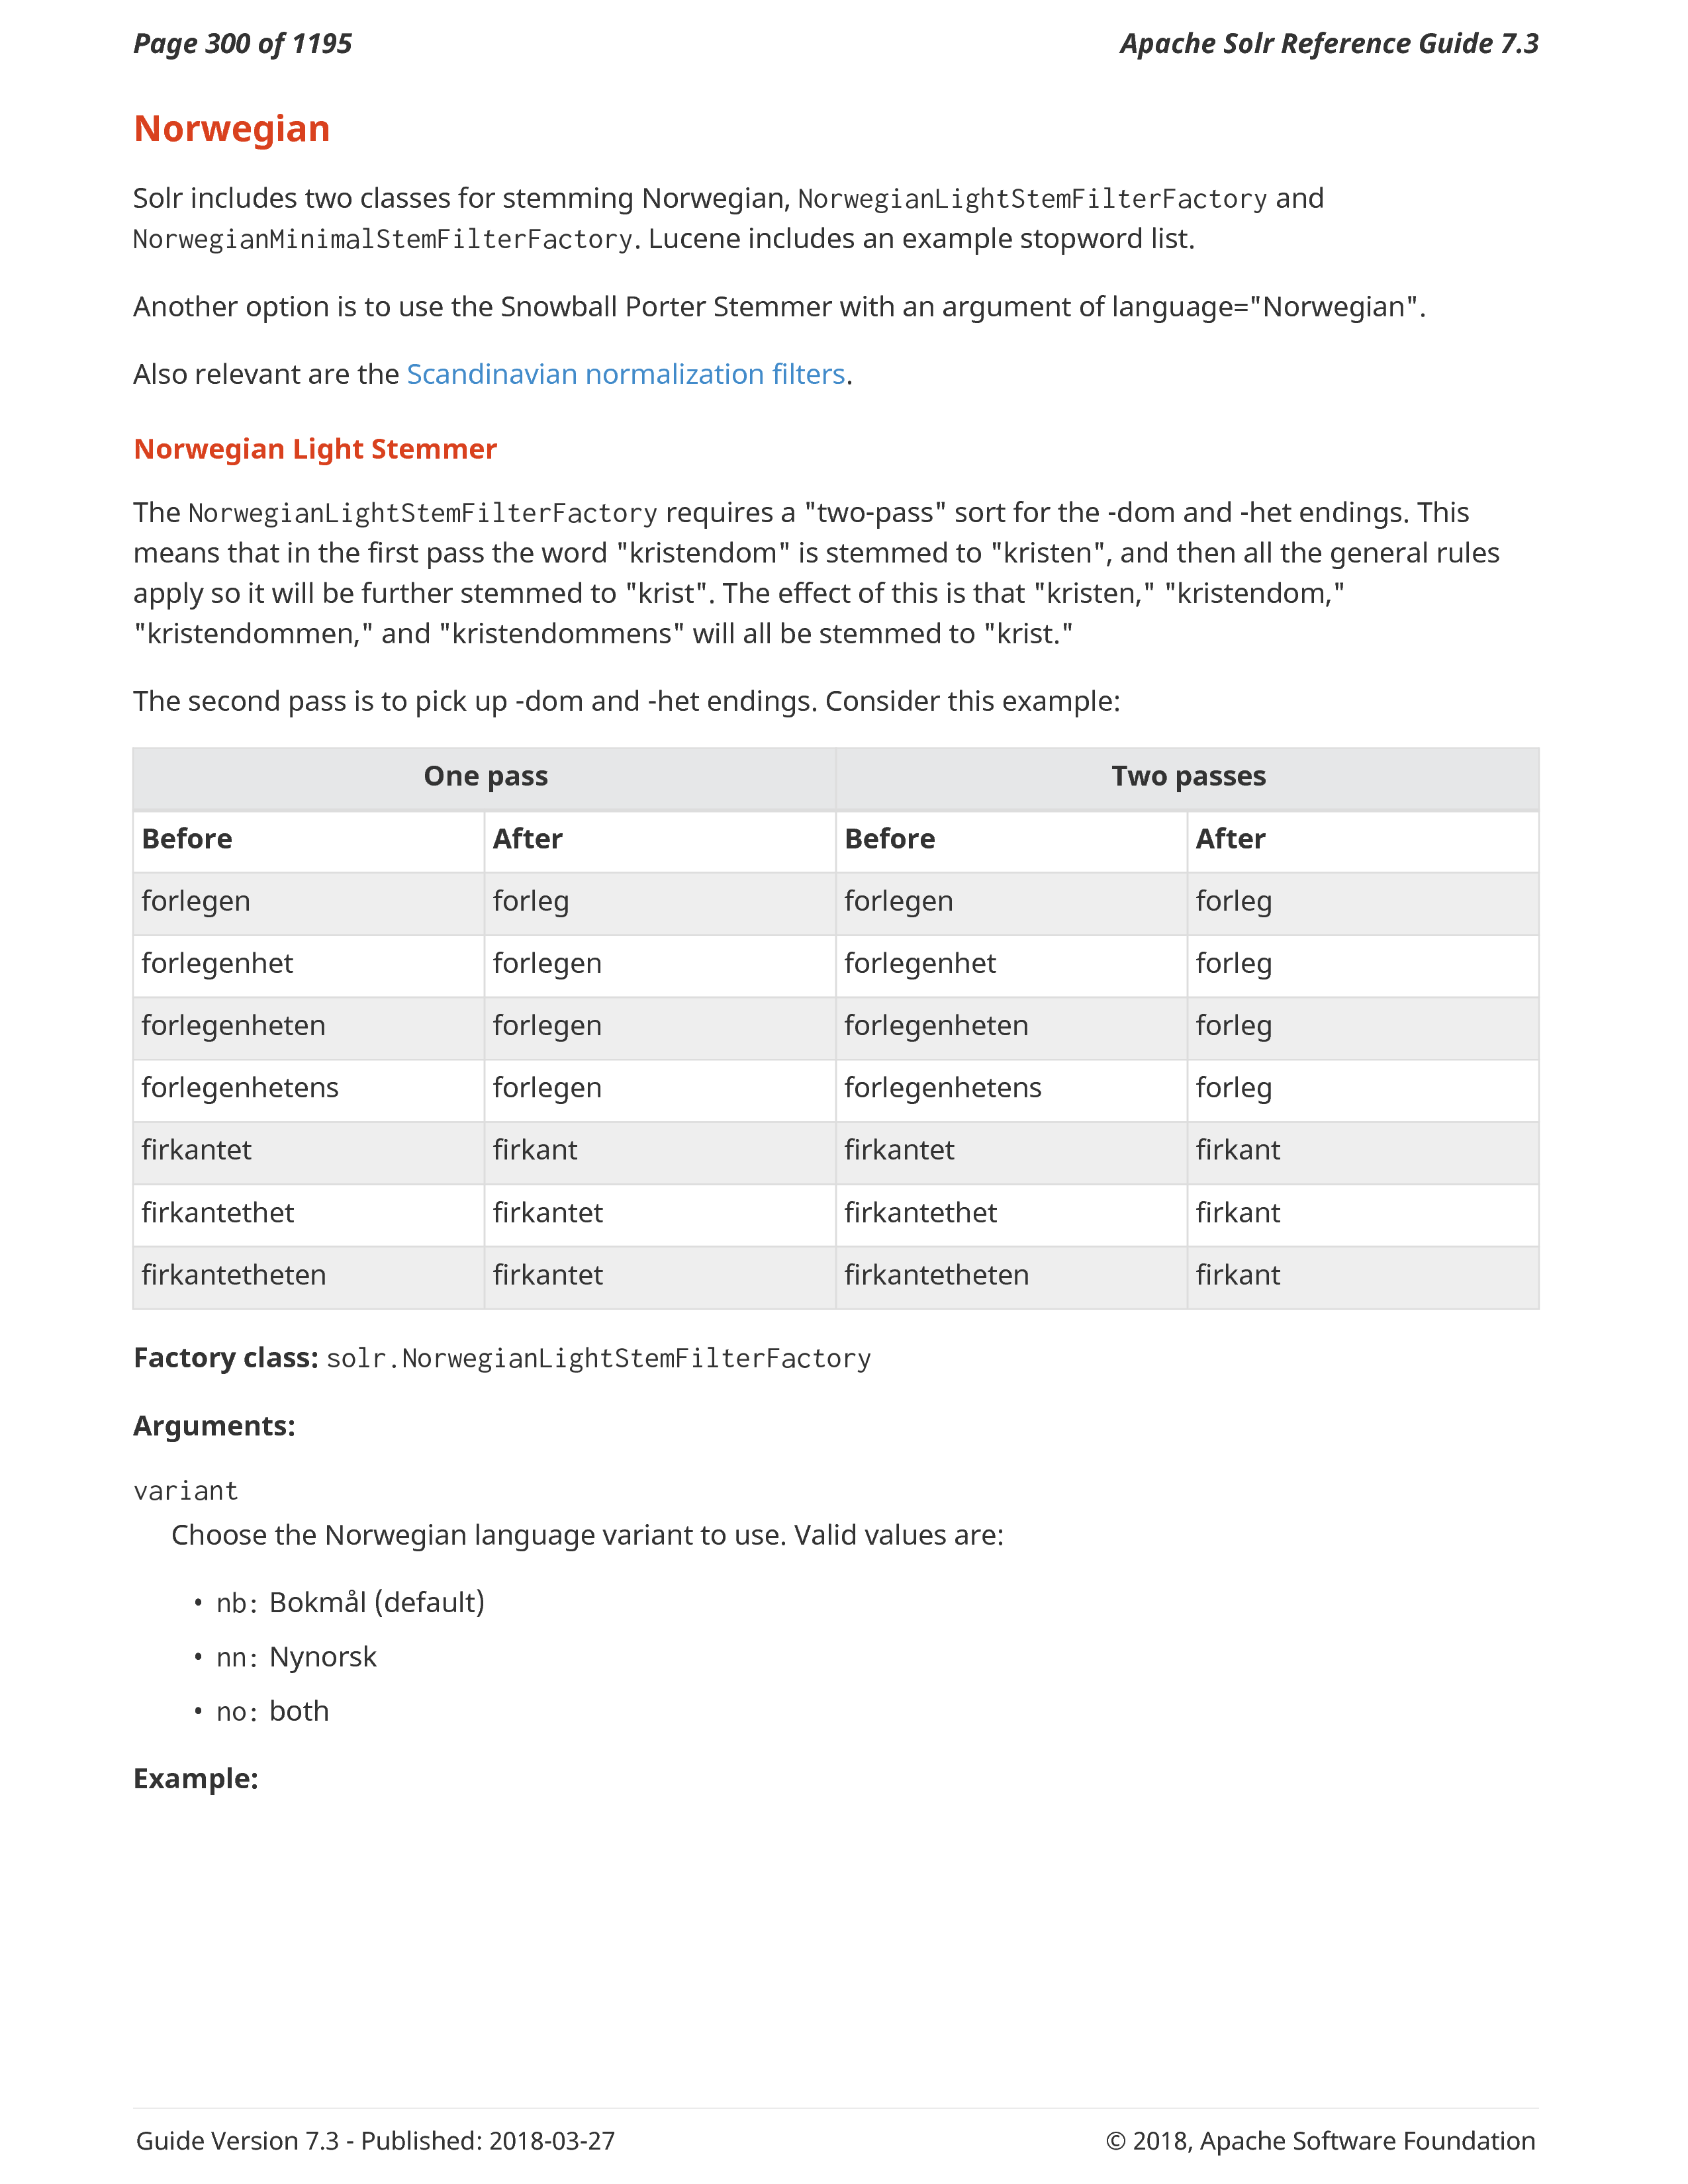 Page 300 of 1195 Apache Solr Reference Guide 7.3
Norwegian
Solr includes two classes for stemming Norwegian, NorwegianLightStemFilterFactory and
NorwegianMinimalStemFilterFactory. Lucene includes an example stopword list.
Another option is to use the Snowball Porter Stemmer with an argument of language="Norwegian".
Also relevant are the Scandinavian normalization filters.
Norwegian Light Stemmer
The NorwegianLightStemFilterFactory requires a "two-pass" sort for the -dom and -het endings. This
means that in the first pass the word "kristendom" is stemmed to "kristen", and then all the general rules
apply so it will be further stemmed to "krist". The effect of this is that "kristen," "kristendom,"
"kristendommen," and "kristendommens" will all be stemmed to "krist."
The second pass is to pick up -dom and -het endings. Consider this example:
One pass Two passes
Before After Before After
forlegen forleg forlegen forleg
forlegenhet forlegen forlegenhet forleg
forlegenheten forlegen forlegenheten forleg
forlegenhetens forlegen forlegenhetens forleg
firkantet firkant firkantet firkant
firkantethet firkantet firkantethet firkant
firkantetheten firkantet firkantetheten firkant
Factory class: solr.NorwegianLightStemFilterFactory
Arguments:
variant
Choose the Norwegian language variant to use. Valid values are:
• nb: Bokmål (default)
• nn: Nynorsk
• no: both
Example:
Guide Version 7.3 - Published: 2018-03-27 © 2018, Apache Software Foundation